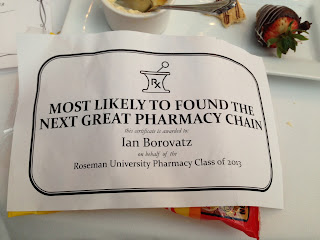 Rx
MOST LIKELY TO FOUND THE
NEXT GREAT PHARMACY CHAIN
this certificate is awarded to:
Ian Borovatz
on behalf of the
Roseman University Pharmacy Class of 2013